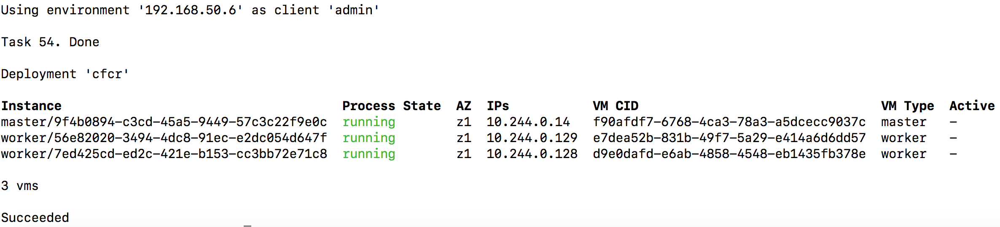 Using environment '192.168.50.6' as client 'admin'
Task 54. Done
Deployment 'cfcr'
Instance Process State AZ IPs VM CID VM Type Active
master/9f4b0894-c3cd-45a5-9449-57c3c22f9e0c running z1 10.244.0.14 f90afdf7-6768-4ca3-78a3-a5dcecc9037c master -
worker/56e82020-3494-4dc8-91ec-e2dc054d647f running z1 10.244.0.129 e7dea52b-831b-49f7-5a29-e414a6d6dd57 worker -
worker/7ed425cd-ed2c-421e-b153-cc3bb72e71c8 running z1 10.244.0.128 d9e0dafd-e6ab-4858-4548-eb1435fb378e worker -
3 vms
Succeeded